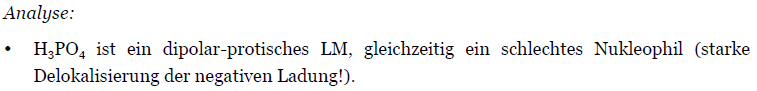 Analyse:
• H₃PO₄ ist ein dipolar-protisches LM, gleichzeitig ein schlechtes Nukleophil (starke
Delokalisierung der negativen Ladung!).